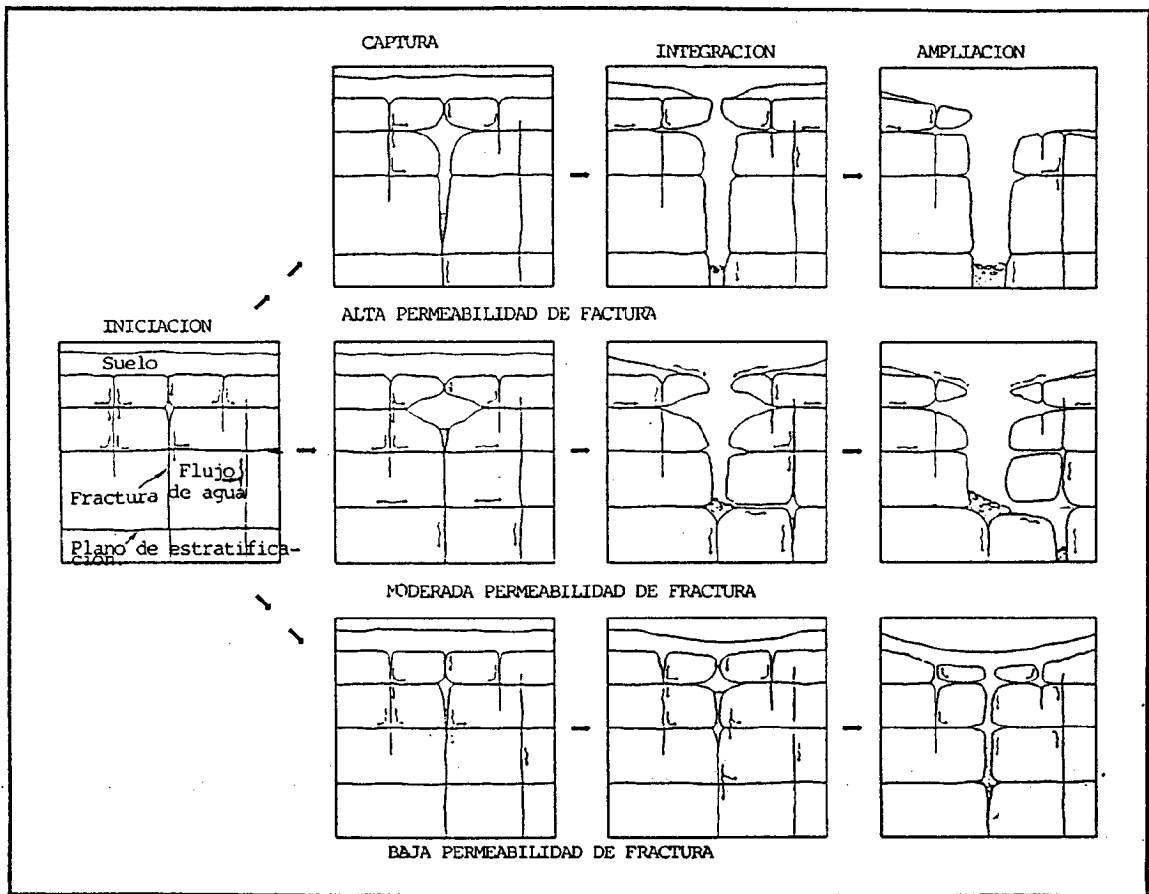 CAPTURA
INTEGRACION
AMPLIACION
ALTA PERMEABILIDAD DE FACTURA
INICIACION
Suelo
Flujo
Fractura de agua
Plano de estratifica-
ción.
MODERADA PERMEABILIDAD DE FRACTURA
BAJA PERMEABILIDAD DE FRACTURA